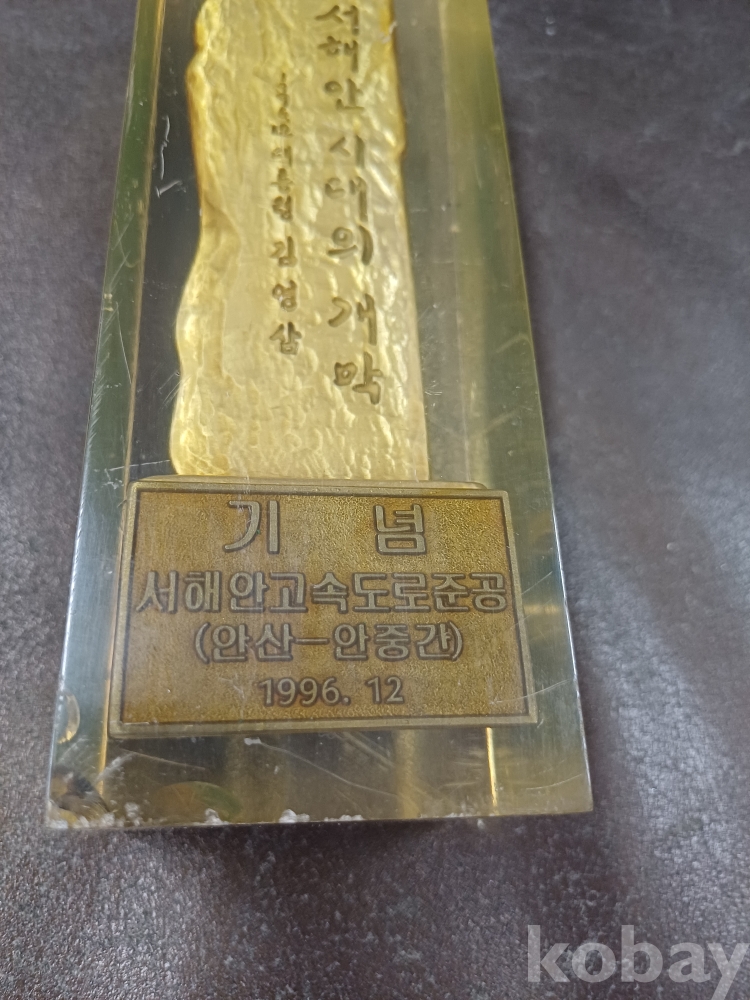 서해안 시대의 개막
대통령 김영삼
기 념
서해안고속도로준공
(안산-안중간)
1996. 12
kobay